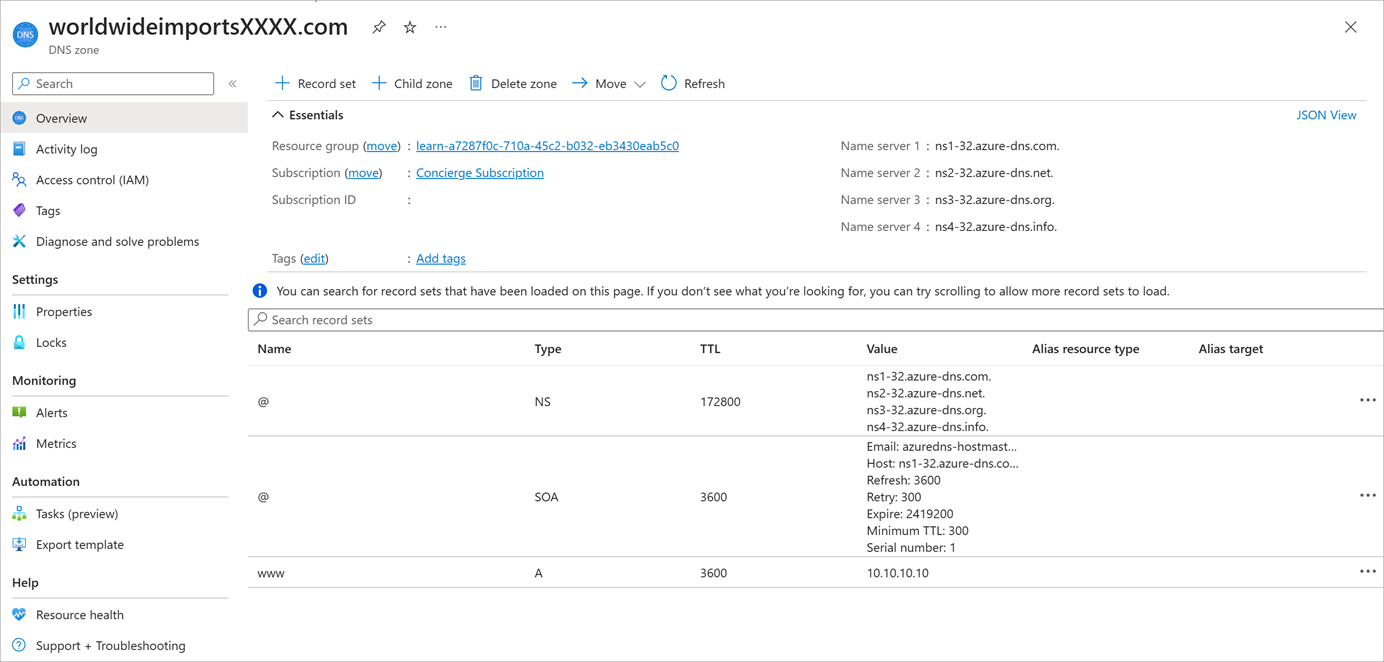 DNS
worldwideimportsXXXX.com
...
DNS zone
Search
«
Record set
Child zone
Delete zone
Move
Refresh
Overview
Activity log
Access control (IAM)
Tags
Diagnose and solve problems
Settings
Properties
Locks
Monitoring
Alerts
Metrics
Automation
Tasks (preview)
Export template
Help
Resource health
Support + Troubleshooting
Essentials
JSON View
Resource group (move) : learn-a7287f0c-710a-45c2-b032-eb3430eab5c0
Subscription (move) : Concierge Subscription
Subscription ID :
Name server 1 : ns1-32.azure-dns.com.
Name server 2 : ns2-32.azure-dns.net.
Name server 3 : ns3-32.azure-dns.org.
Name server 4 : ns4-32.azure-dns.info.
Tags (edit) : Add tags
You can search for record sets that have been loaded on this page. If you don't see what you're looking for, you can try scrolling to allow more record sets to load.
Search record sets
Name Type TTL Value Alias resource type Alias target
@ NS 172800
ns1-32.azure-dns.com.
ns2-32.azure-dns.net.
ns3-32.azure-dns.org.
ns4-32.azure-dns.info.
@ SOA 3600
Email: azuredns-hostmast...
Host: ns1-32.azure-dns.co...
Refresh: 3600
Retry: 300
Expire: 2419200
Minimum TTL: 300
Serial number: 1
www A 3600 10.10.10.10